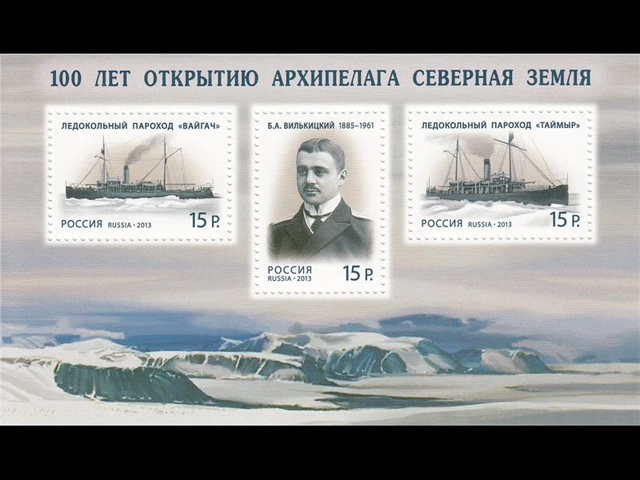 100 ЛЕТ ОТКРЫТИЮ АРХИПЕЛАГА СЕВЕРНАЯ ЗЕМЛЯ
ЛЕДОКОЛЬНЫЙ ПАРОХОД «ВАЙГАЧ»
РОССИЯ RUSSIA • 2013 15 Р.
Б.А. ВИЛЬКИЦКИЙ 1885–1961
РОССИЯ
RUSSIA • 2013
15 Р.
ЛЕДОКОЛЬНЫЙ ПАРОХОД «ТАЙМЫР»
РОССИЯ RUSSIA • 2013 15 Р.